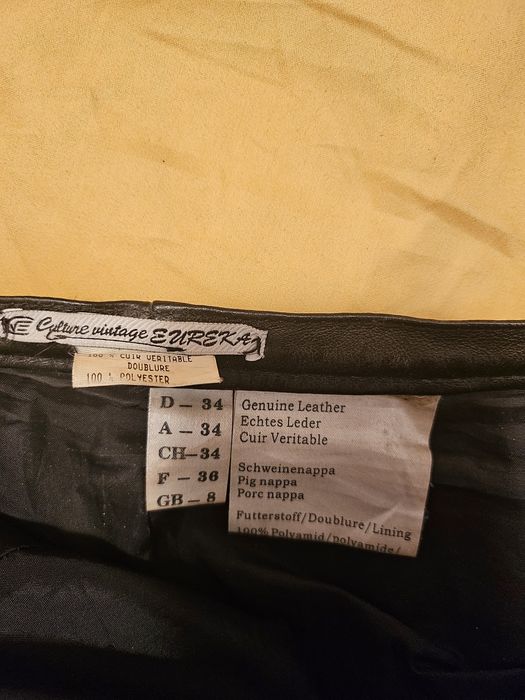 Culture vintage EUREKA
100 % CUIR VERITABLE
DOUBLURE
100 % POLYESTER
D – 34
A – 34
CH–34
F – 36
GB – 8
Genuine Leather
Echtes Leder
Cuir Veritable
Schweinenappa
Pig nappa
Porc nappa
Futterstoff/Doublure/Lining
100% Polyamid/polyamide/